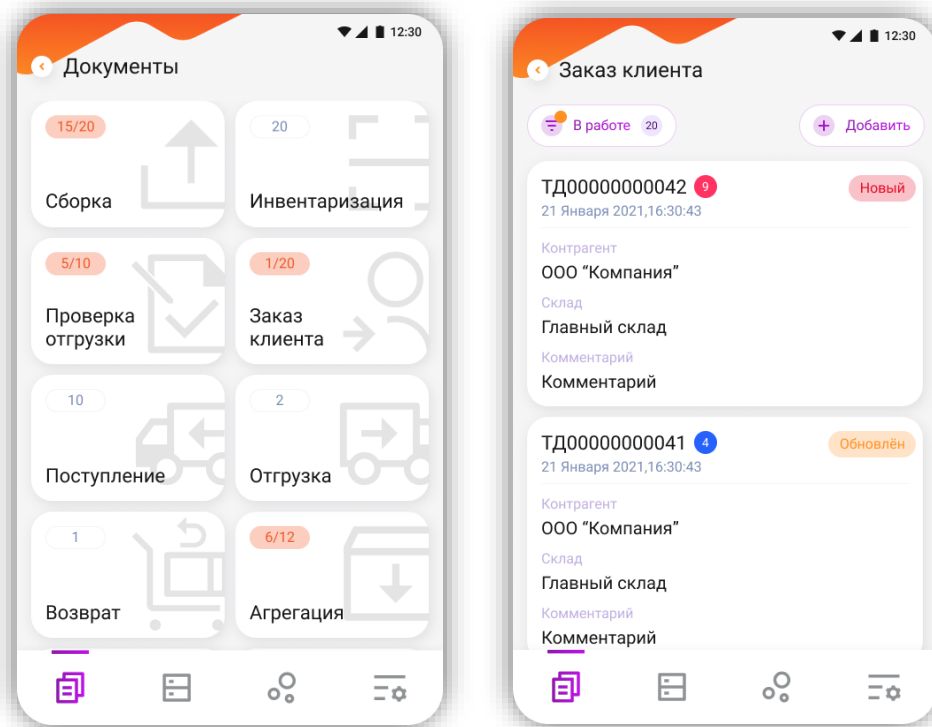 12:30
Документы
15/20
20
Сборка
Инвентаризация
5/10
1/20
Проверка
отгрузки
Заказ
клиента
10
2
Поступление
Отгрузка
1
6/12
Возврат
Агрегация
12:30
Заказ клиента
В работе 20
Добавить
ТД00000000042 9
Новый
21 Января 2021,16:30:43
Контрагент
ООО “Компания”
Склад
Главный склад
Комментарий
Комментарий
ТД00000000041 4
Обновлён
21 Января 2021,16:30:43
Контрагент
ООО “Компания”
Склад
Главный склад
Комментарий
Комментарий